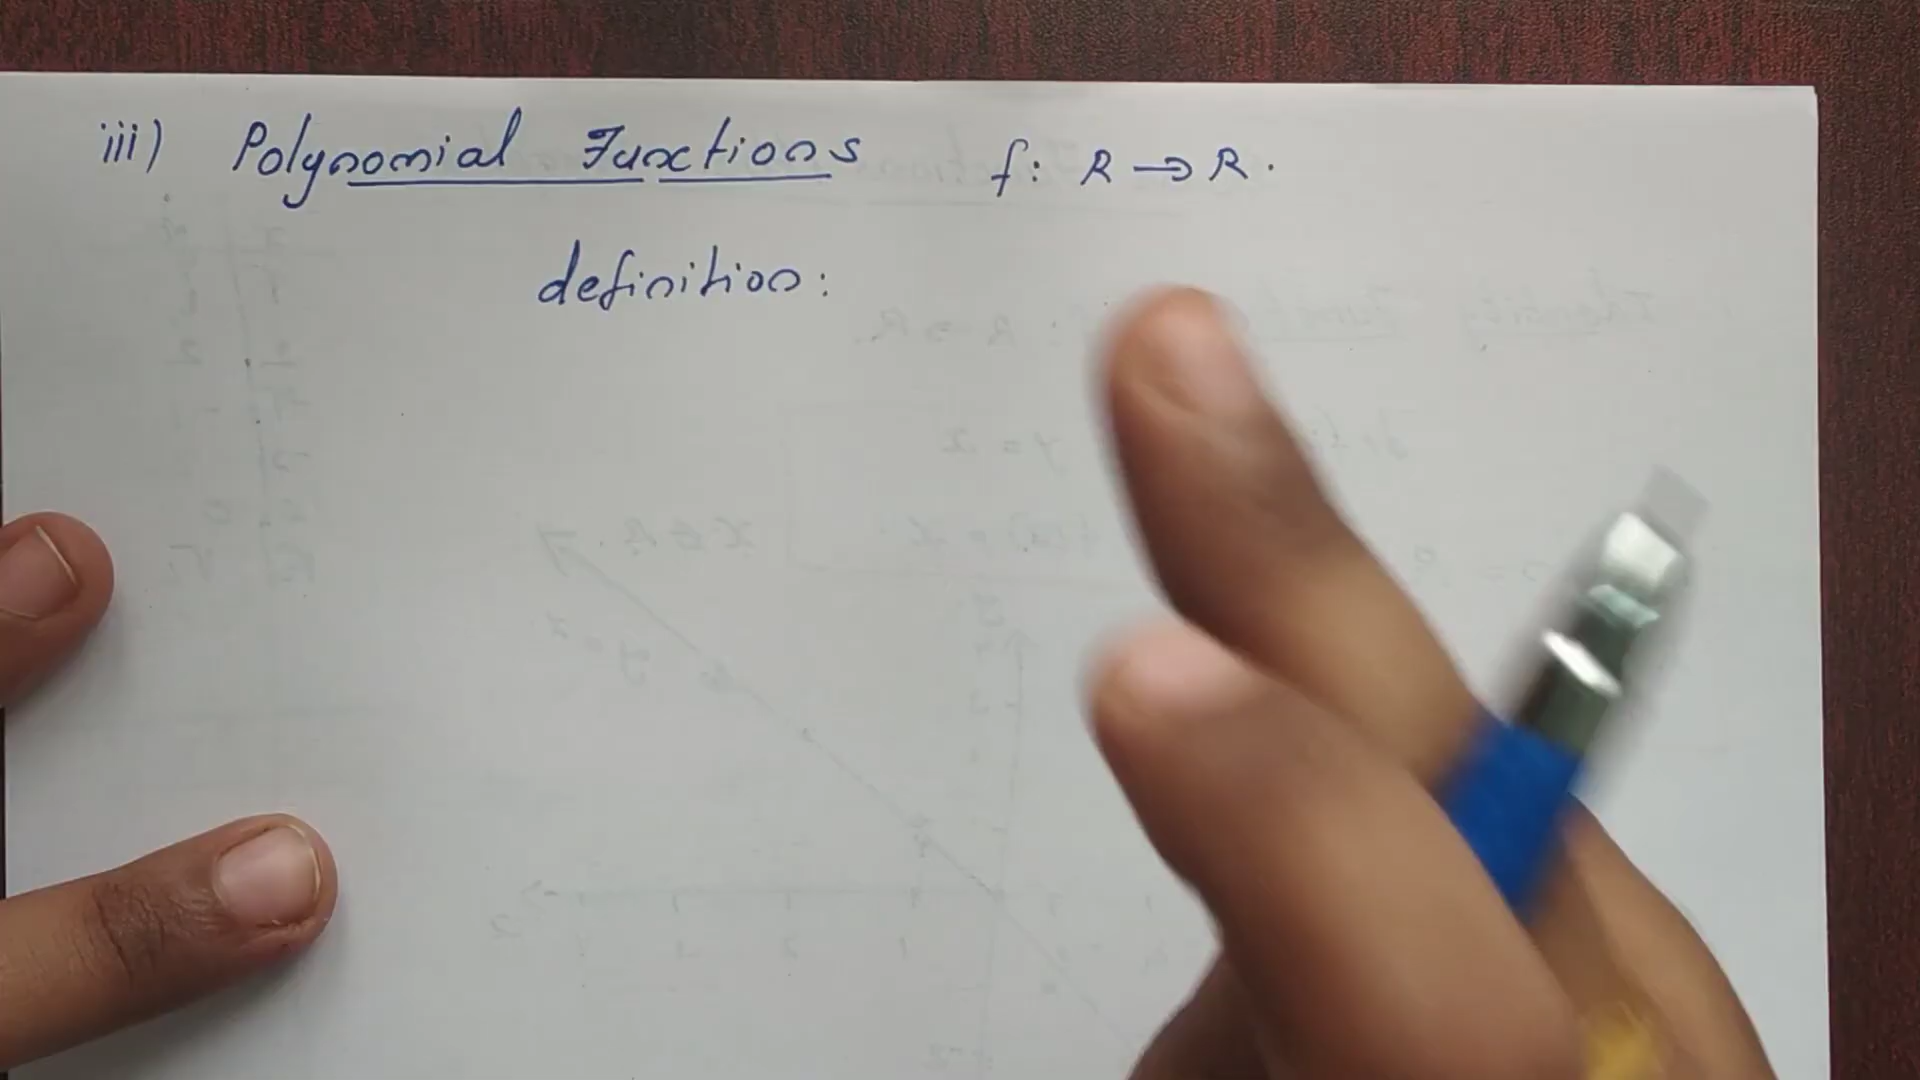 iii) Polynomial Functions f: R → R.
definition: